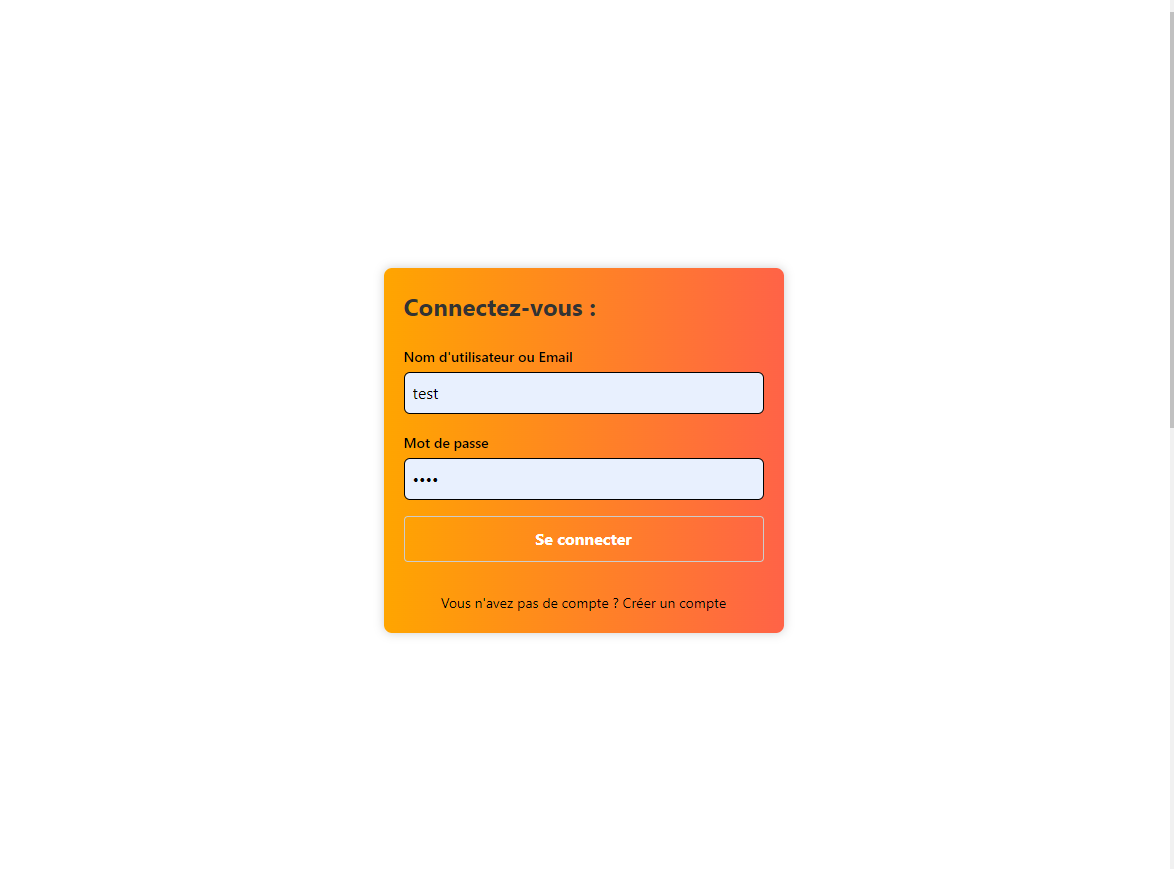 Connectez-vous :
Nom d'utilisateur ou Email
test
Mot de passe
••••
Se connecter
Vous n'avez pas de compte ? Créer un compte